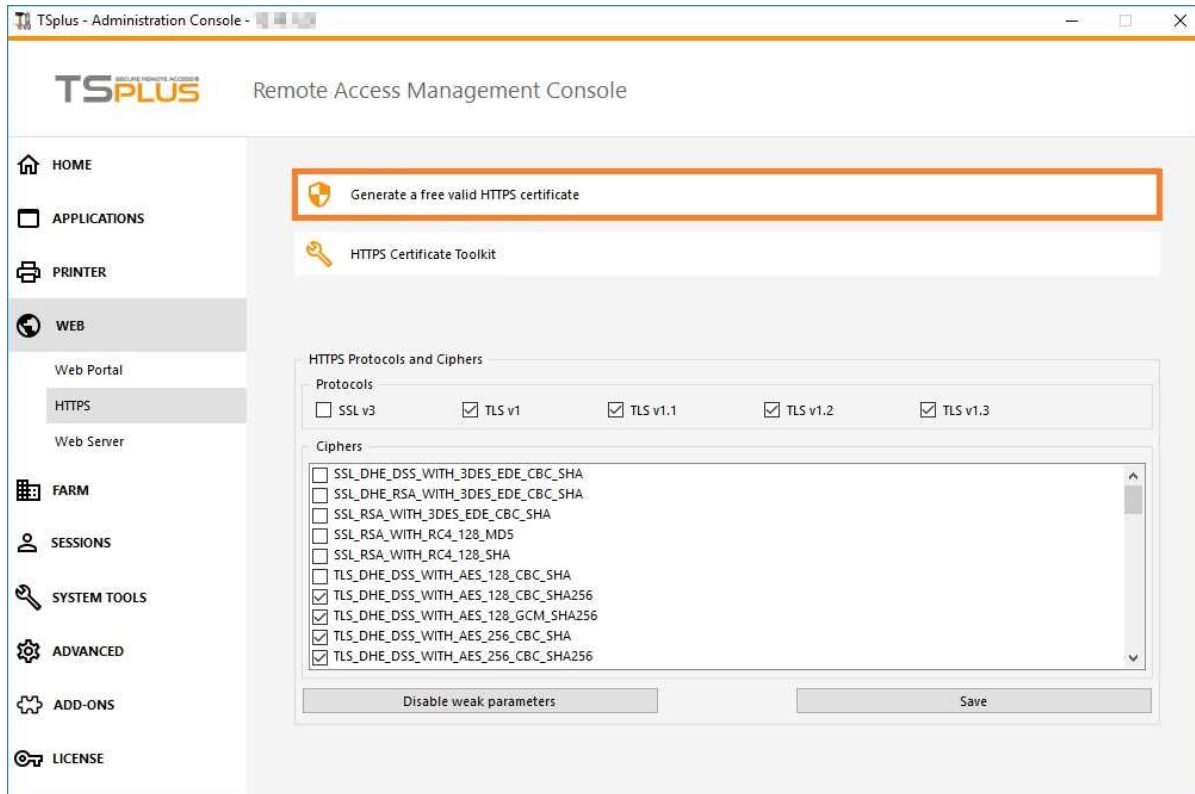 TSplus - Administration Console -
TSPLUS SECURE REMOTE ACCESS®
Remote Access Management Console
HOME
APPLICATIONS
PRINTER
WEB
Web Portal
HTTPS
Web Server
FARM
SESSIONS
SYSTEM TOOLS
ADVANCED
ADD-ONS
LICENSE
Generate a free valid HTTPS certificate
HTTPS Certificate Toolkit
HTTPS Protocols and Ciphers
Protocols
SSL v3 TLS v1 TLS v1.1 TLS v1.2 TLS v1.3
Ciphers
SSL_DHE_DSS_WITH_3DES_EDE_CBC_SHA
SSL_DHE_RSA_WITH_3DES_EDE_CBC_SHA
SSL_RSA_WITH_3DES_EDE_CBC_SHA
SSL_RSA_WITH_RC4_128_MD5
SSL_RSA_WITH_RC4_128_SHA
TLS_DHE_DSS_WITH_AES_128_CBC_SHA
TLS_DHE_DSS_WITH_AES_128_CBC_SHA256
TLS_DHE_DSS_WITH_AES_128_GCM_SHA256
TLS_DHE_DSS_WITH_AES_256_CBC_SHA
TLS_DHE_DSS_WITH_AES_256_CBC_SHA256
Disable weak parameters Save